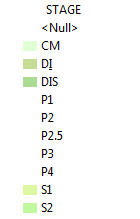 STAGE
<Null>
CM
DI
DIS
P1
P2
P2.5
P3
P4
S1
S2